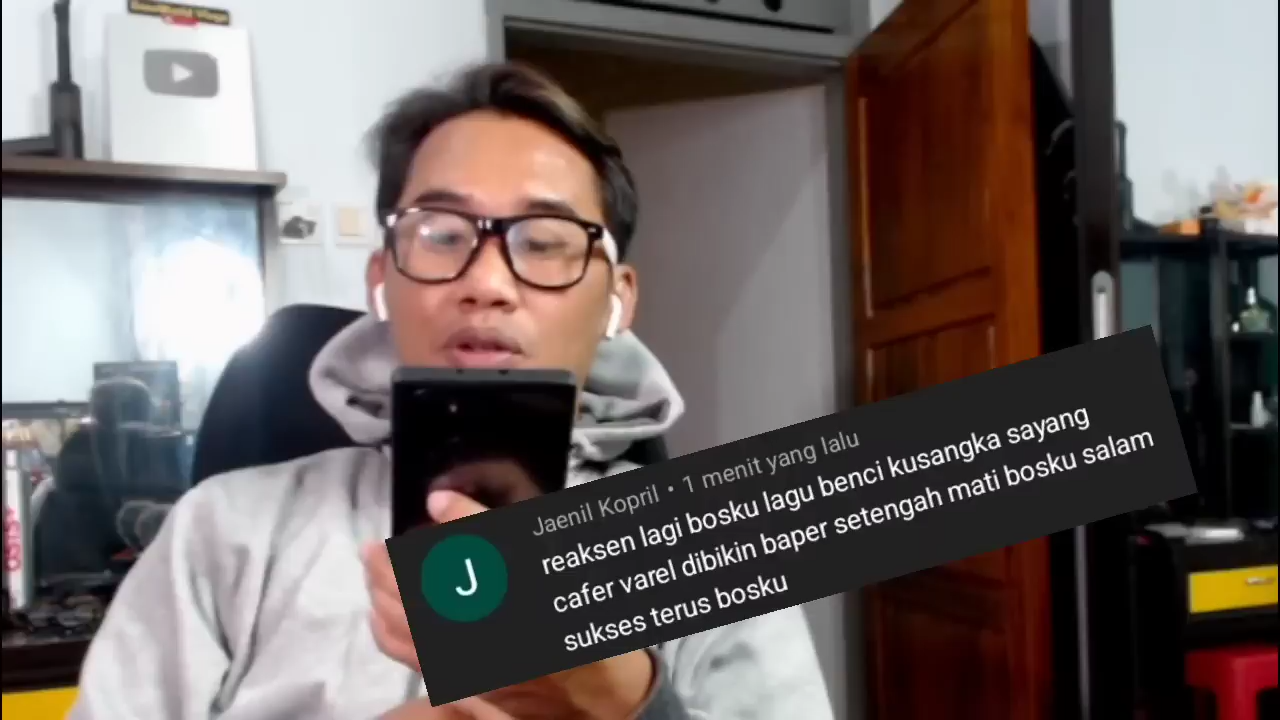 Jaenil Kopril • 1 menit yang lalu
reaksen lagi bosku lagu benci kusangka sayang
cafer varel dibikin baper setengah mati bosku salam
sukses terus bosku
J